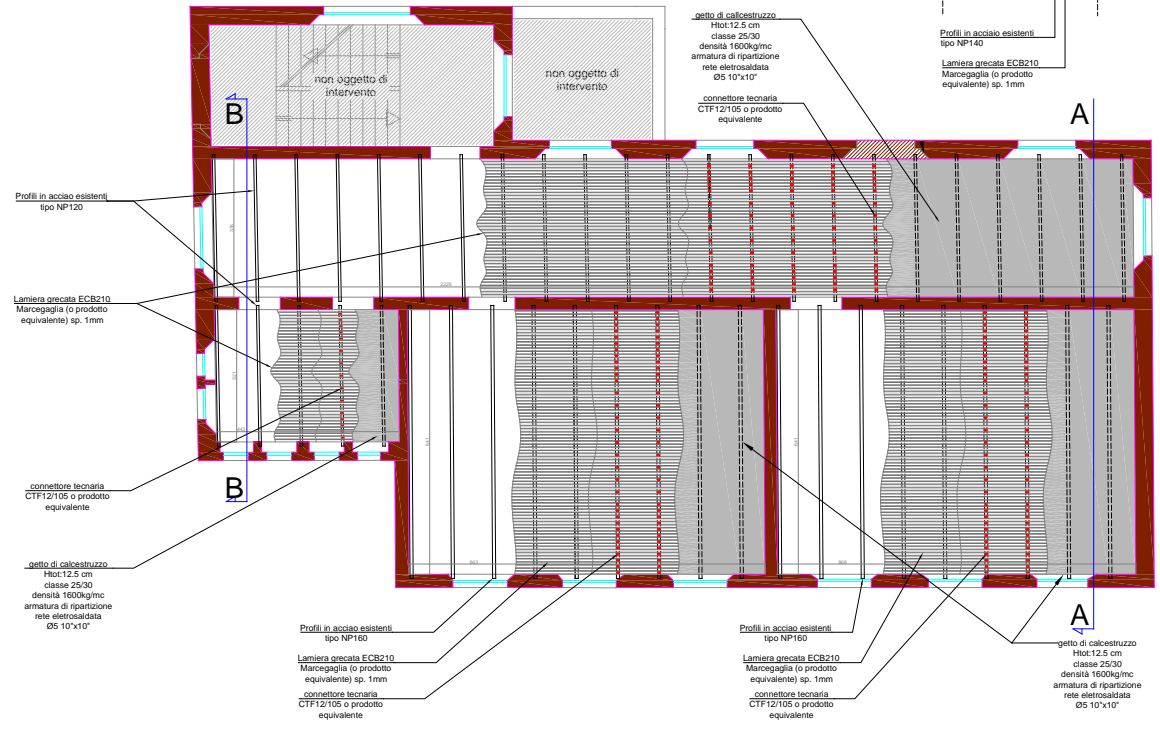 getto di callcestruzzo
Htot:12.5 cm
classe 25/30
densità 1600kg/mc
armatura di ripartizione
rete eletrosaldata
Ø5 10"x10"
connettore tecnaria
CTF12/105 o prodotto
equivalente
Profili in acciaio esistenti
tipo NP140
Lamiera grecata ECB210
Marcegaglia (o prodotto
equivalente) sp. 1mm
non oggetto di
intervento
non oggetto di
intervento
B
A
Profili in acciao esistenti
tipo NP120
Lamiera grecata ECB210
Marcegaglia (o prodotto
equivalente) sp. 1mm
2228
541
541
B
connettore tecnaria
CTF12/105 o prodotto
equivalente
getto di calcestruzzo
Htot:12.5 cm
classe 25/30
densità 1600kg/mc
armatura di ripartizione
rete eletrosaldata
Ø5 10"x10"
Profili in acciao esistenti
tipo NP160
Lamiera grecata ECB210
Marcegaglia (o prodotto
equivalente) sp. 1mm
connettore tecnaria
CTF12/105 o prodotto
equivalente
Profili in acciao esistenti
tipo NP160
Lamiera grecata ECB210
Marcegaglia (o prodotto
equivalente) sp. 1mm
connettore tecnaria
CTF12/105 o prodotto
equivalente
A
getto di calcestruzzo
Htot:12.5 cm
classe 25/30
densità 1600kg/mc
armatura di ripartizione
rete eletrosaldata
Ø5 10"x10"